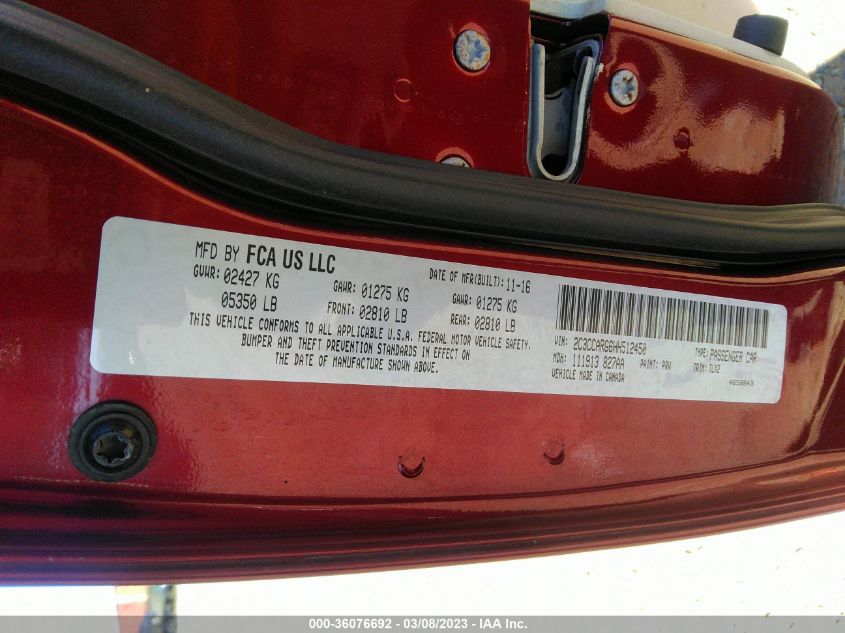 MFD BY FCA US LLC
DATE OF MFR(BUILT): 11-16
GVWR: 02427 KG
05350 LB
GAWR: 01275 KG
FRONT: 02810 LB
GAWR: 01275 KG
REAR: 02810 LB
THIS VEHICLE CONFORMS TO ALL APPLICABLE U.S.A. FEDERAL MOTOR VEHICLE SAFETY,
BUMPER AND THEFT PREVENTION STANDARDS IN EFFECT ON
THE DATE OF MANUFACTURE SHOWN ABOVE.
VIN: 2C3CCARG6HH512450
TYPE: PASSENGER CAR
MDH: 111913 827AA
PAINT: PRV
TRIM: TLX2
VEHICLE MADE IN CANADA
4658843
000-36076692 - 03/08/2023 - IAA Inc.